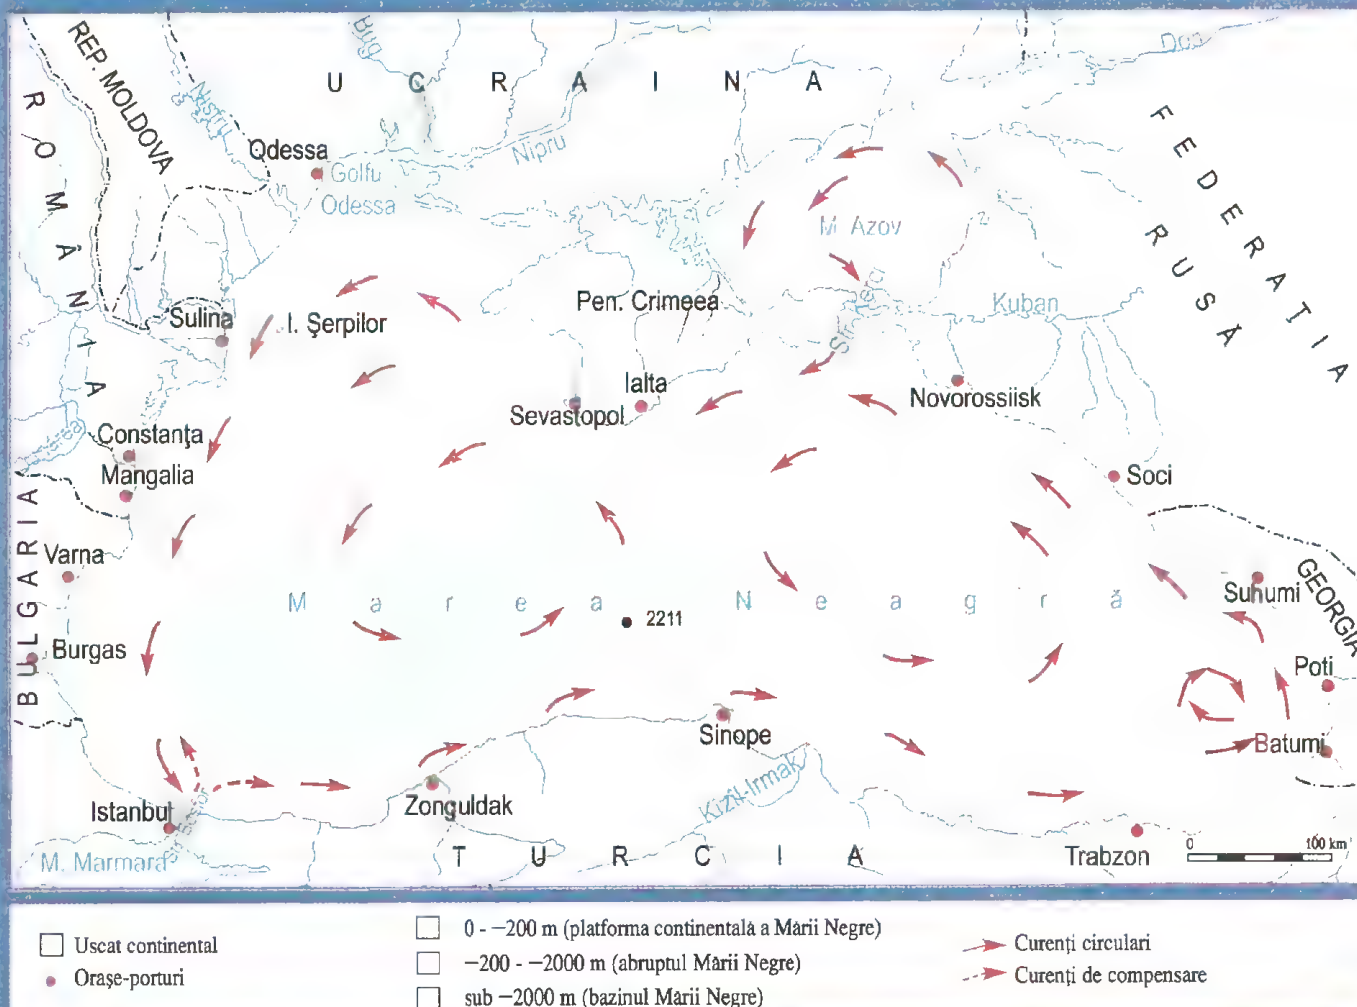 REP. MOLDOVA
ROMÂNIA
UCRAINA
FEDERAȚIA
RUSĂ
BULGARIA
GEORGIA
TURCIA
Bug
Don
Nistru
Nipru
Odessa
Golfu
Odessa
M. Azov
Kuban
Pen. Crimeea
Sulina
I. Șerpilor
Ialta
Sevastopol
Novorossiisk
Constanța
Mangalia
Soci
Varna
Marea Neagră
2211
Suhumi
Burgas
Poti
Sinope
Batumi
Istanbul
Zonguldak
Kizil-Irmak
M. Marmara
Trabzon
0 100 km
Uscat continental
Orașe-porturi
0 - –200 m (platforma continentală a Mării Negre)
–200 - –2000 m (abruptul Mării Negre)
sub –2000 m (bazinul Mării Negre)
Curenți circulari
Curenți de compensare